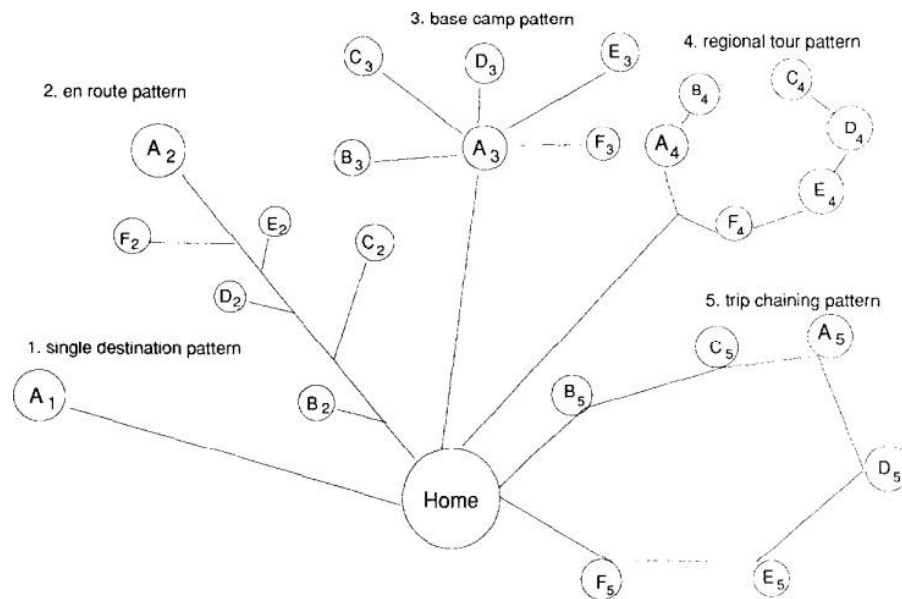 3. base camp pattern
4. regional tour pattern
C3
D3
E3
2. en route pattern
A2
B3
A3
F3
B4
C4
A4
D4
E4
F4
F2
E2
C2
D2
5. trip chaining pattern
1. single destination pattern
A1
B2
B5
C5
A5
D5
Home
F5
E5